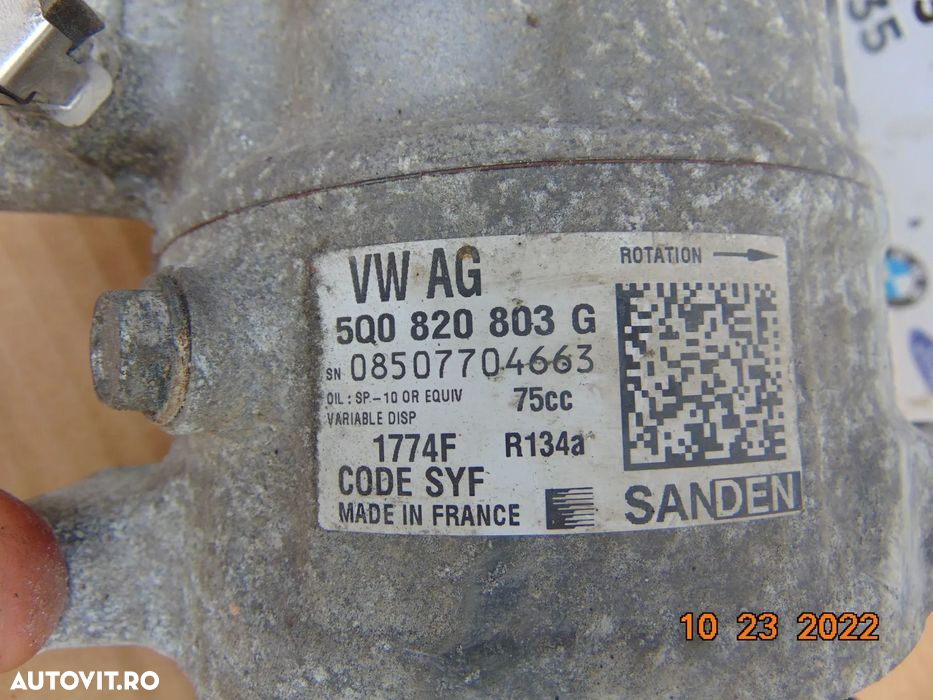 35
VW AG
ROTATION
5Q0 820 803 G
SN 08507704663
OIL : SP.-10 OR EQUIV 75cc
VARIABLE DISP
1774F R134a
CODE SYF
MADE IN FRANCE
SANDEN
10 23 2022
AUTOVIT.RO